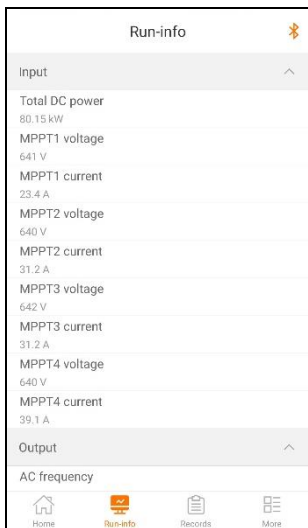 Run-info
Input
Total DC power
80.15 kW
MPPT1 voltage
641 V
MPPT1 current
23.4 A
MPPT2 voltage
640 V
MPPT2 current
31.2 A
MPPT3 voltage
642 V
MPPT3 current
31.2 A
MPPT4 voltage
640 V
MPPT4 current
39.1 A
Output
AC frequency
Home Run-info Records More